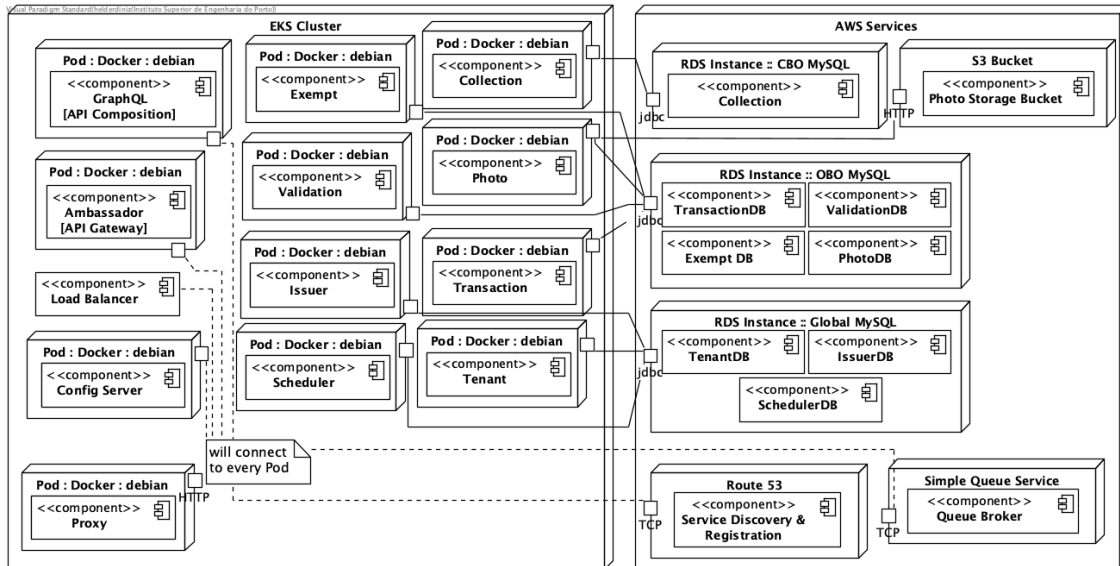 Visual Paradigm Standard(helderdiniz(Instituto Superior de Engenharia do Porto))
EKS Cluster
Pod : Docker : debian
<<component>>
GraphQL
[API Composition]
Pod : Docker : debian
<<component>>
Exempt
Pod : Docker : debian
<<component>>
Collection
Pod : Docker : debian
<<component>>
Ambassador
[API Gateway]
Pod : Docker : debian
<<component>>
Validation
Pod : Docker : debian
<<component>>
Photo
<<component>>
Load Balancer
Pod : Docker : debian
<<component>>
Issuer
Pod : Docker : debian
<<component>>
Transaction
Pod : Docker : debian
<<component>>
Config Server
Pod : Docker : debian
<<component>>
Scheduler
Pod : Docker : debian
<<component>>
Tenant
will connect
to every Pod
Pod : Docker : debian
<<component>>
Proxy
HTTP
AWS Services
RDS Instance :: CBO MySQL
<<component>>
Collection
jdbc
S3 Bucket
<<component>>
Photo Storage Bucket
HTTP
RDS Instance :: OBO MySQL
<<component>>
TransactionDB
<<component>>
ValidationDB
<<component>>
Exempt DB
<<component>>
PhotoDB
jdbc
RDS Instance :: Global MySQL
<<component>>
TenantDB
<<component>>
IssuerDB
<<component>>
SchedulerDB
jdbc
Route 53
<<component>>
Service Discovery &
Registration
TCP
Simple Queue Service
<<component>>
Queue Broker
TCP